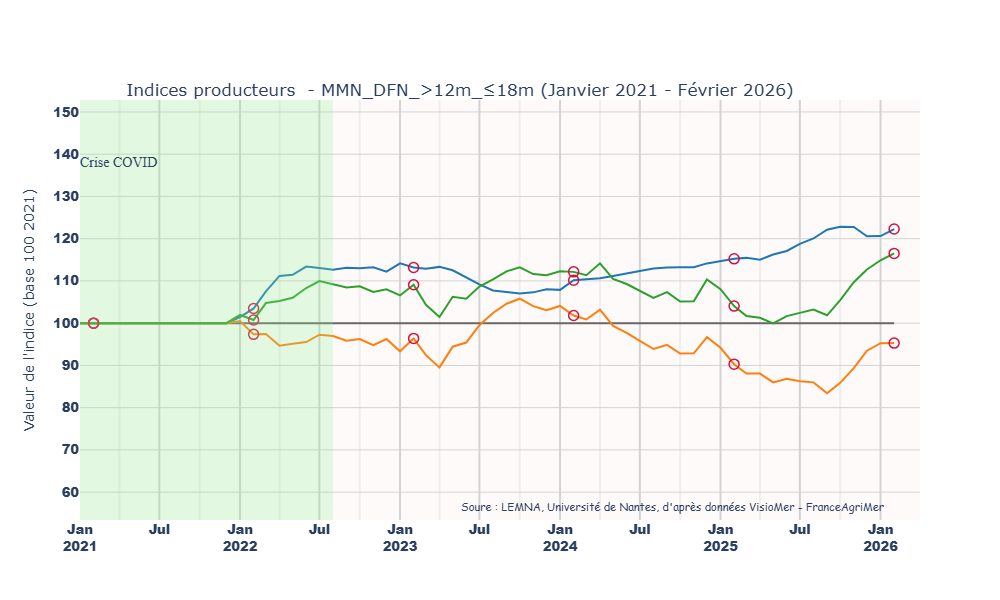 Indices producteurs - MMN_DFN_>12m_≤18m (Janvier 2021 - Février 2026)
Valeur de l'indice (base 100 2021)
150
140
130
120
110
100
90
80
70
60
Crise COVID
Soure : LEMNA, Université de Nantes, d'après données VisioMer - FranceAgriMer
Jan Jul Jan Jul Jan Jul Jan Jul Jan Jul Jan
2021 2022 2023 2024 2025 2026